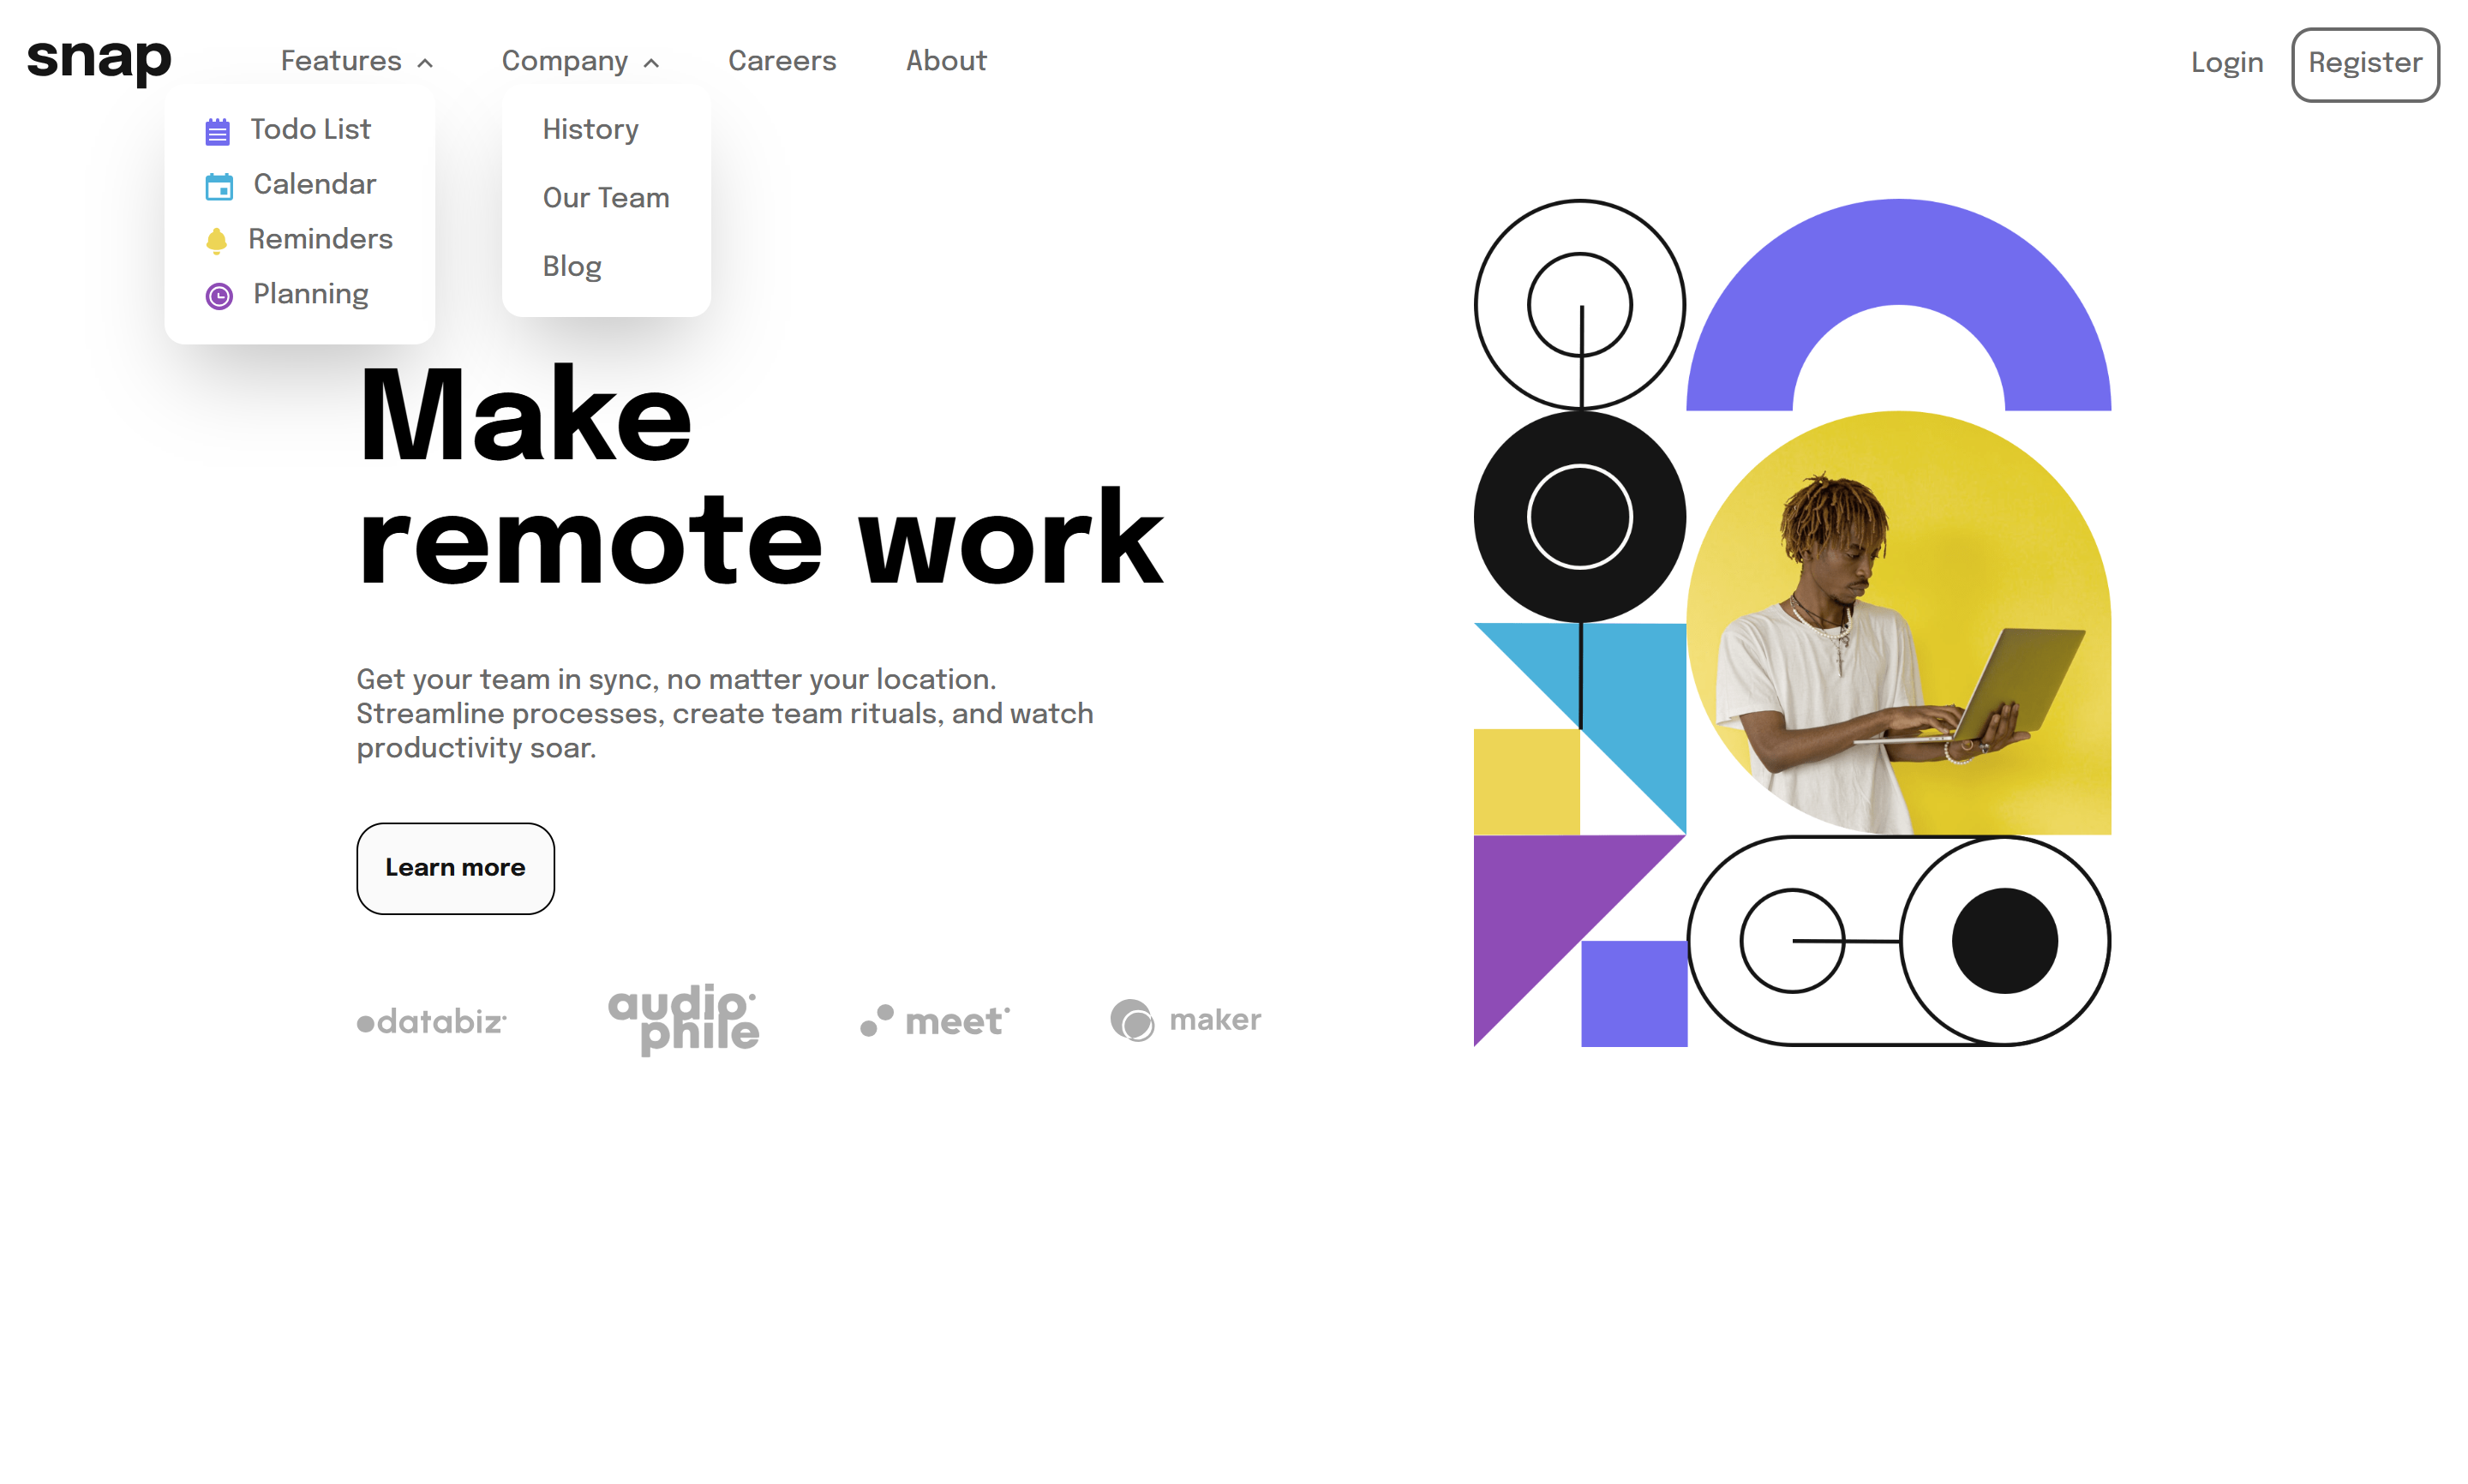 snap
Features
Company
Careers
About
Login
Register
Todo List
Calendar
Reminders
Planning
History
Our Team
Blog
Make
remote work
Get your team in sync, no matter your location.
Streamline processes, create team rituals, and watch
productivity soar.
Learn more
databiz
audio
phile
meet
maker